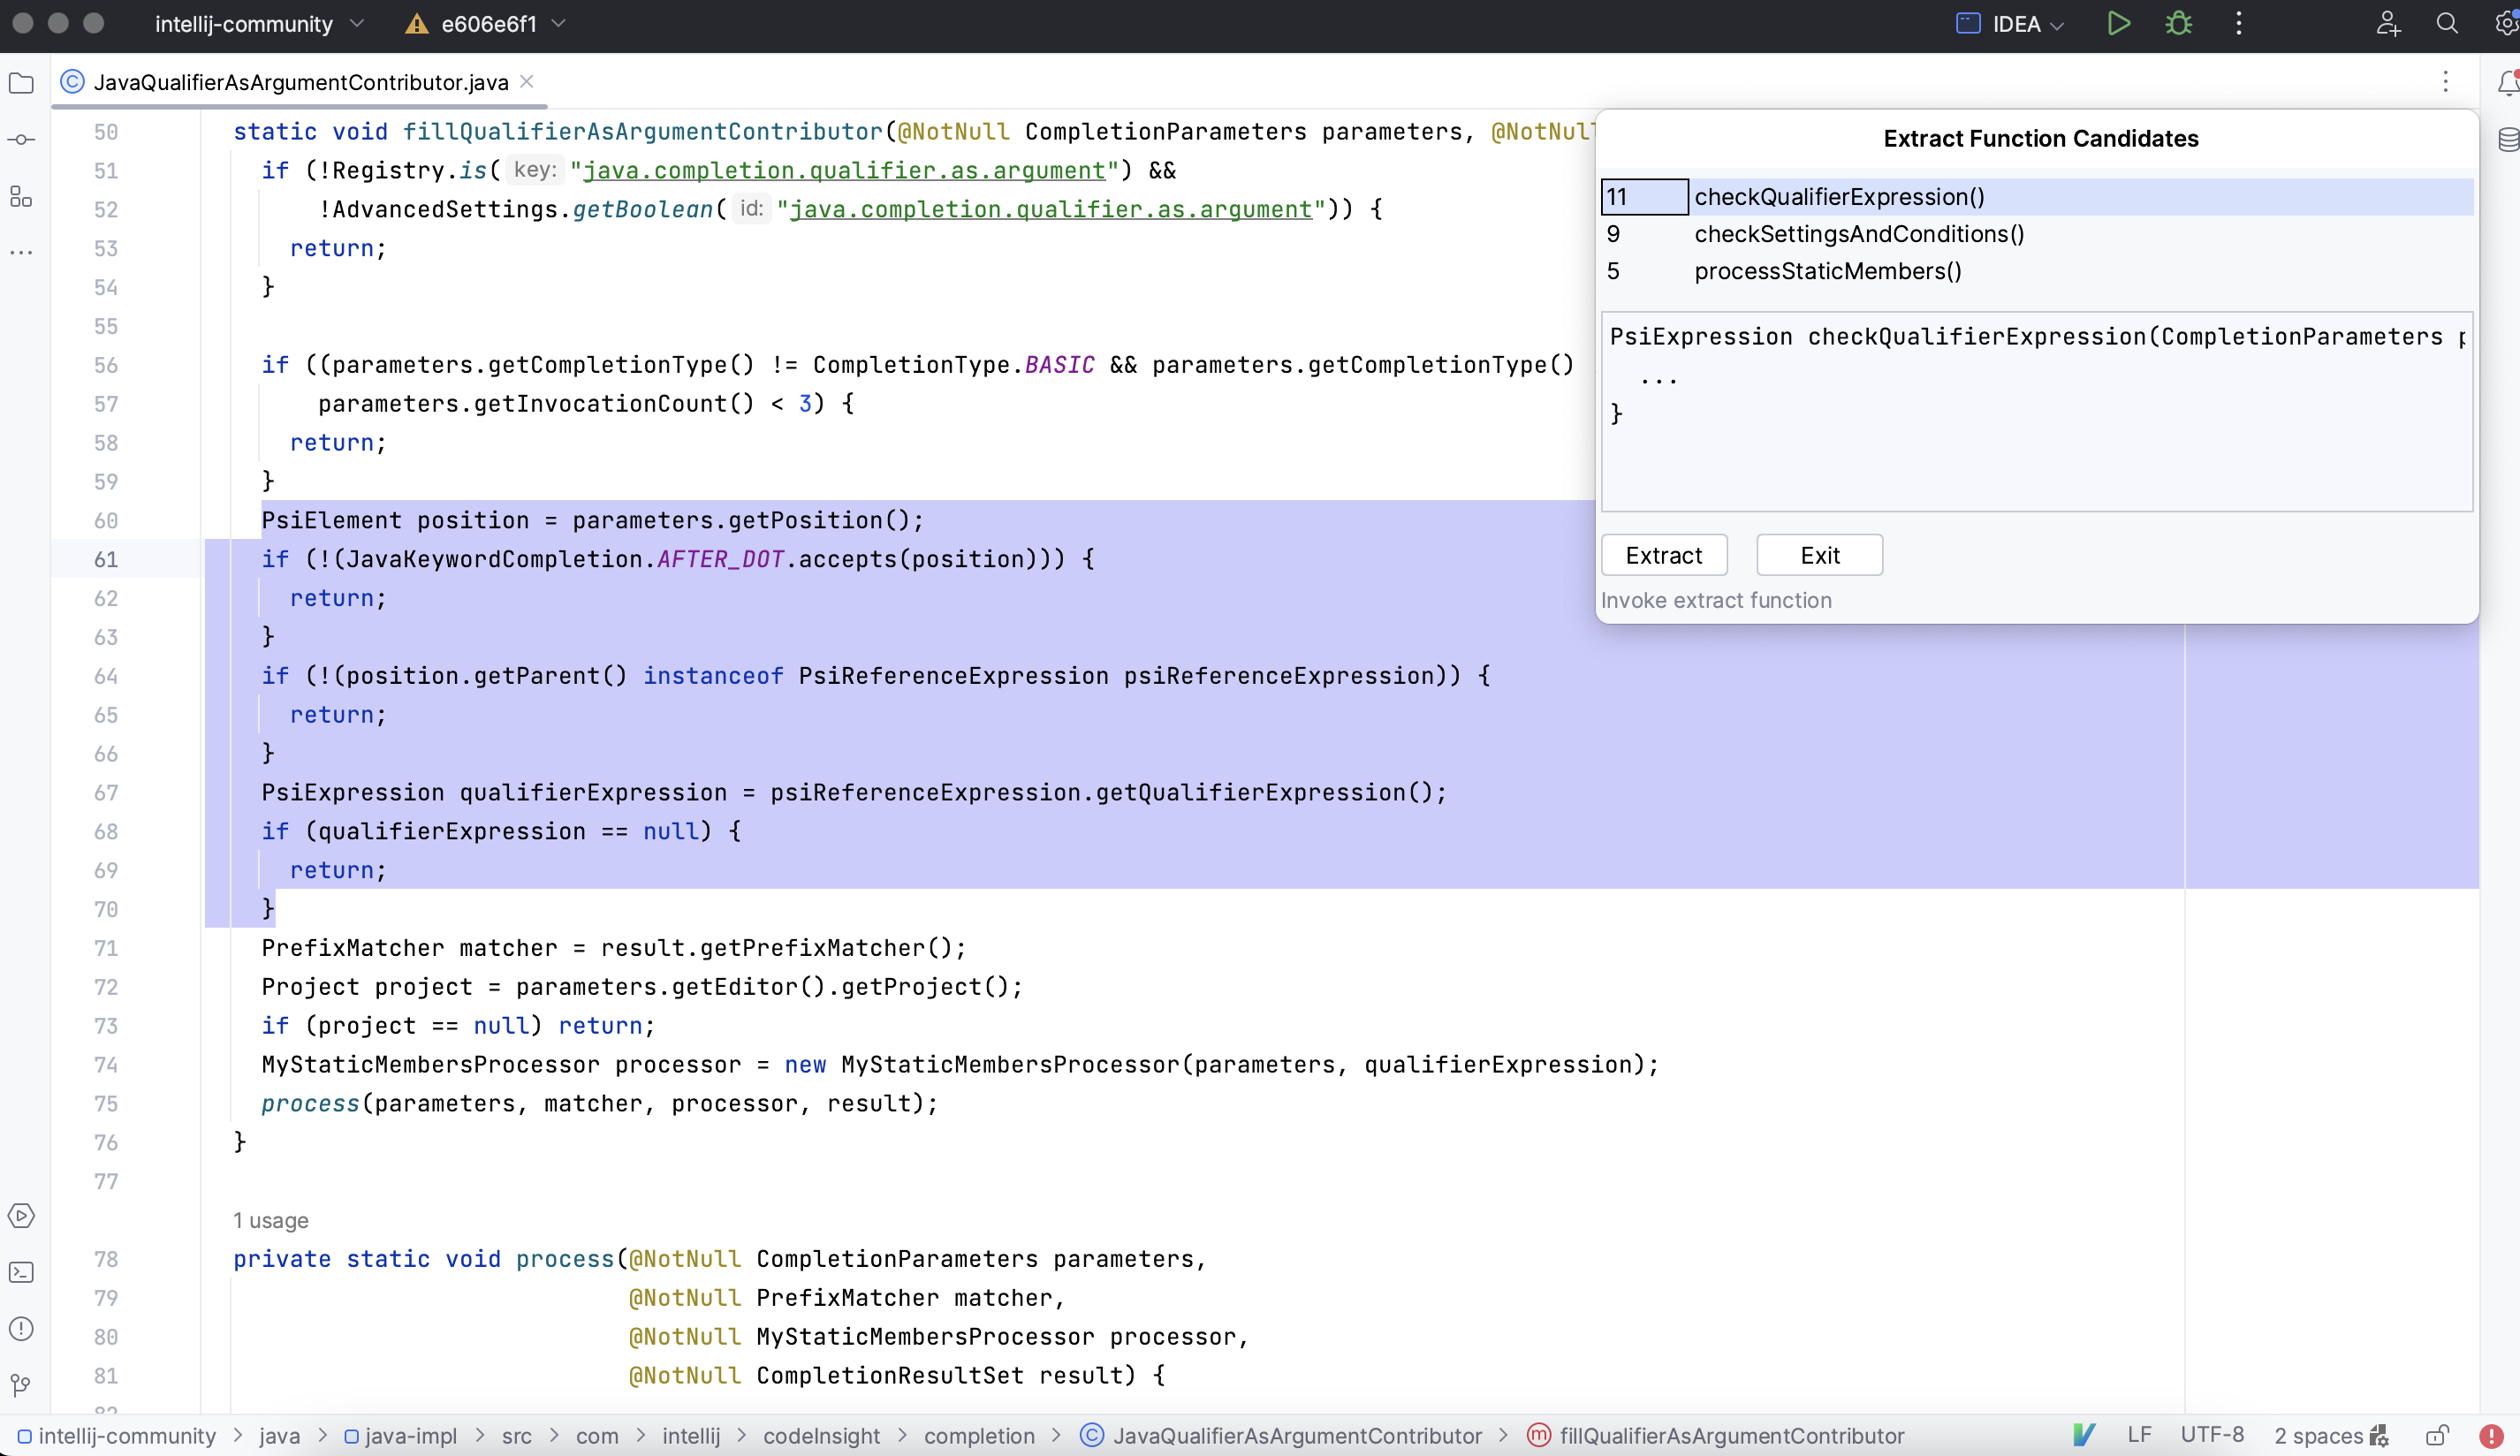 intellij-community
e606e6f1
IDEA
JavaQualifierAsArgumentContributor.java
50 static void fillQualifierAsArgumentContributor(@NotNull CompletionParameters parameters,
51 if (!Registry.is( key: "java.completion.qualifier.as.argument") &&
52 !AdvancedSettings.getBoolean( id: "java.completion.qualifier.as.argument")) {
53 return;
54 }
55
56 if ((parameters.getCompletionType() != CompletionType.BASIC && parameters.getCompletionType()
57 parameters.getInvocationCount() < 3) {
58 return;
59 }
60 PsiElement position = parameters.getPosition();
61 if (!(JavaKeywordCompletion.AFTER_DOT.accepts(position))) {
62 return;
63 }
64 if (!(position.getParent() instanceof PsiReferenceExpression psiReferenceExpression)) {
65 return;
66 }
67 PsiExpression qualifierExpression = psiReferenceExpression.getQualifierExpression();
68 if (qualifierExpression == null) {
69 return;
70 }
71 PrefixMatcher matcher = result.getPrefixMatcher();
72 Project project = parameters.getEditor().getProject();
73 if (project == null) return;
74 MyStaticMembersProcessor processor = new MyStaticMembersProcessor(parameters, qualifierExpression);
75 process(parameters, matcher, processor, result);
76 }
77
1 usage
78 private static void process(@NotNull CompletionParameters parameters,
79 @NotNull PrefixMatcher matcher,
80 @NotNull MyStaticMembersProcessor processor,
81 @NotNull CompletionResultSet result) {
Extract Function Candidates
11 checkQualifierExpression()
9 checkSettingsAndConditions()
5 processStaticMembers()
PsiExpression checkQualifierExpression(CompletionParameters
...
}
Extract Exit
Invoke extract function
intellij-community > java > java-impl > src > com > intellij > codeInsight > completion > JavaQualifierAsArgumentContributor > fillQualifierAsArgumentContributor
LF UTF-8 2 spaces